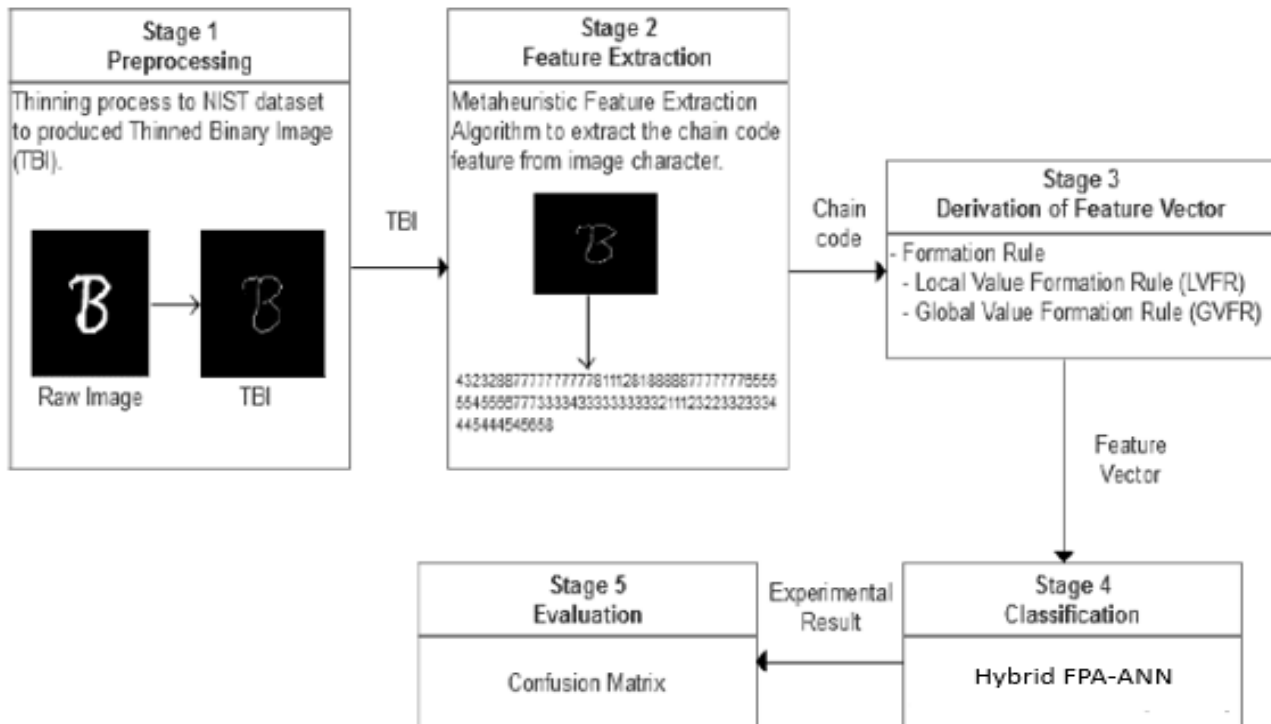 Stage 1
Preprocessing
Thinning process to NIST dataset
to produced Thinned Binary Image
(TBI).
Raw Image
TBI
TBI
Stage 2
Feature Extraction
Metaheuristic Feature Extraction
Algorithm to extract the chain code
feature from image character.
Chain
code
Stage 3
Derivation of Feature Vector
- Formation Rule
- Local Value Formation Rule (LVFR)
- Global Value Formation Rule (GVFR)
Feature
Vector
Stage 4
Classification
Hybrid FPA-ANN
Experimental
Result
Stage 5
Evaluation
Confusion Matrix